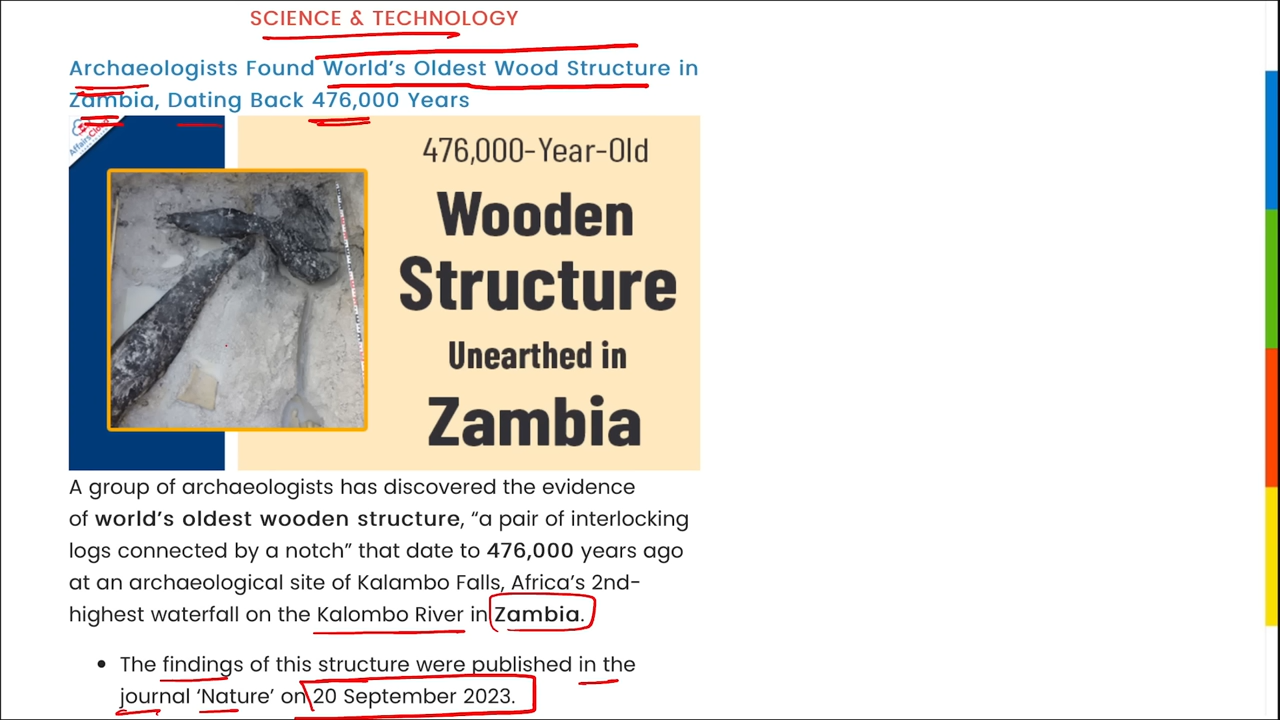 SCIENCE & TECHNOLOGY
Archaeologists Found World's Oldest Wood Structure in
Zambia, Dating Back 476,000 Years
AffairsCloud
476,000-Year-Old
Wooden
Structure
Unearthed in
Zambia
A group of archaeologists has discovered the evidence
of world's oldest wooden structure, “a pair of interlocking
logs connected by a notch” that date to 476,000 years ago
at an archaeological site of Kalambo Falls, Africa's 2nd-
highest waterfall on the Kalombo River in Zambia.
• The findings of this structure were published in the
journal ‘Nature’ on 20 September 2023.